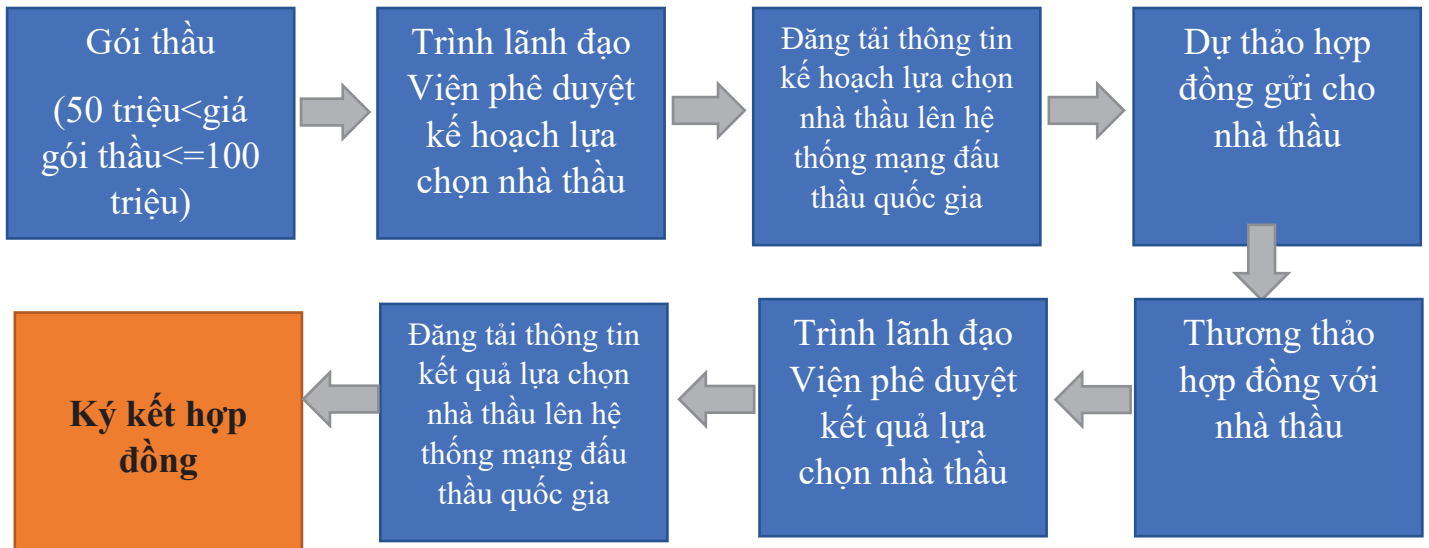 Gói thầu
(50 triệu<giá
gói thầu<=100
triệu)
Trình lãnh đạo
Viện phê duyệt
kế hoạch lựa
chọn nhà thầu
Đăng tải thông tin
kế hoạch lựa chọn
nhà thầu lên hệ
thống mạng đấu
thầu quốc gia
Dự thảo hợp
đồng gửi cho
nhà thầu
Thương thảo
hợp đồng với
nhà thầu
Trình lãnh đạo
Viện phê duyệt
kết quả lựa
chọn nhà thầu
Đăng tải thông tin
kết quả lựa chọn
nhà thầu lên hệ
thống mạng đấu
thầu quốc gia
Ký kết hợp
đồng